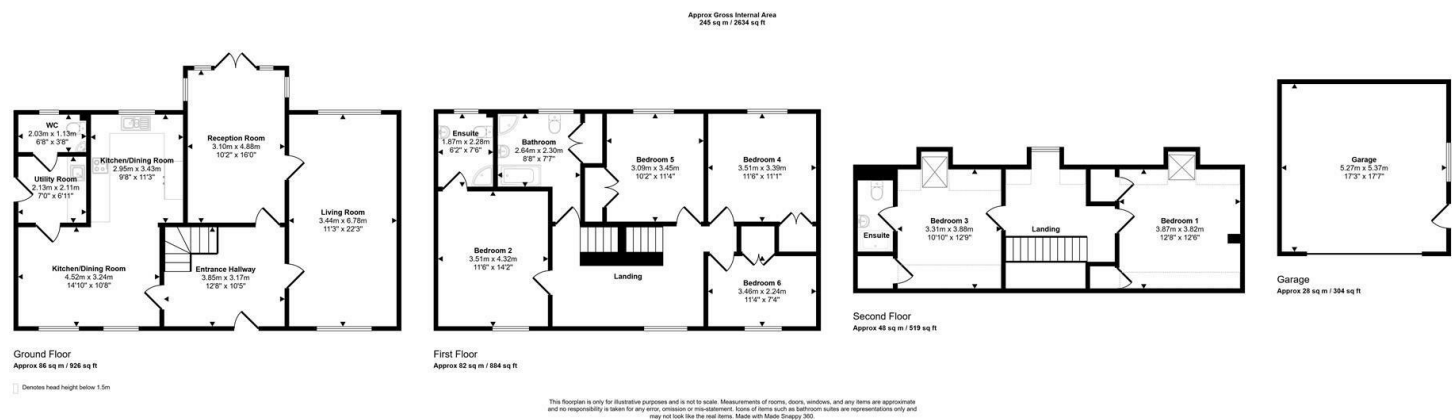 Approx Gross Internal Area
245 sq m / 2634 sq ft
WC
2.03m x 1.13m
6'8" x 3'8"
Utility Room
2.13m x 2.11m
7'0" x 6'11"
Kitchen/Dining Room
2.95m x 3.43m
9'8" x 11'3"
Reception Room
3.10m x 4.88m
10'2" x 16'0"
Living Room
3.44m x 6.78m
11'3" x 22'3"
Kitchen/Dining Room
4.52m x 3.24m
14'10" x 10'8"
Entrance Hallway
3.85m x 3.17m
12'8" x 10'5"
Ground Floor
Approx 86 sq m / 926 sq ft
Denotes head height below 1.5m
Ensuite
1.87m x 2.28m
6'2" x 7'6"
Bathroom
2.64m x 2.30m
8'8" x 7'7"
Bedroom 5
3.09m x 3.45m
10'2" x 11'4"
Bedroom 4
3.51m x 3.39m
11'6" x 11'1"
Bedroom 2
3.51m x 4.32m
11'6" x 14'2"
Landing
Bedroom 6
3.46m x 2.24m
11'4" x 7'4"
First Floor
Approx 82 sq m / 884 sq ft
Ensuite
Bedroom 3
3.31m x 3.88m
10'10" x 12'9"
Landing
Bedroom 1
3.87m x 3.82m
12'8" x 12'6"
Second Floor
Approx 48 sq m / 519 sq ft
Garage
5.27m x 5.37m
17'3" x 17'7"
Garage
Approx 28 sq m / 304 sq ft
This floorplan is only for illustrative purposes and is not to scale. Measurements of rooms, doors, windows, and any items are approximate
and no responsibility is taken for any error, omission or mis-statement. Icons of items such as bathroom suites are representations only and
may not look like the real items. Made with Made Snappy 360.